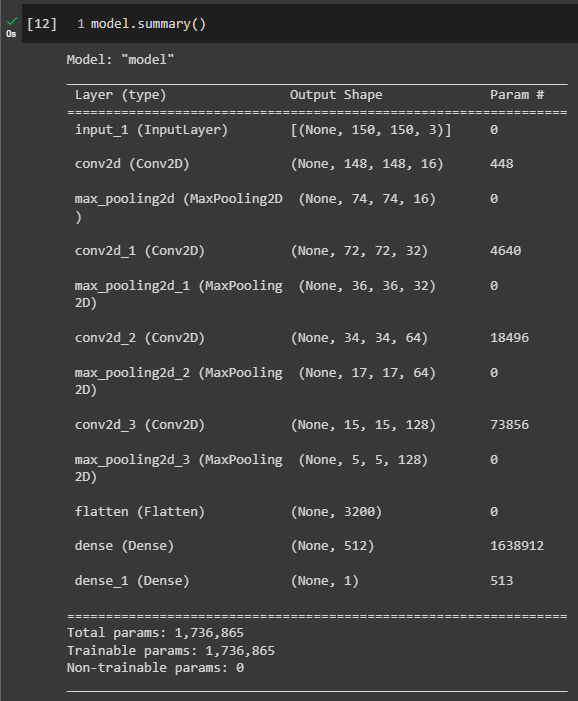 [12] 1 model.summary()
0s
Model: "model"
_________________________________________________________________
Layer (type) Output Shape Param #
=================================================================
input_1 (InputLayer) [(None, 150, 150, 3)] 0
conv2d (Conv2D) (None, 148, 148, 16) 448
max_pooling2d (MaxPooling2D (None, 74, 74, 16) 0
)
conv2d_1 (Conv2D) (None, 72, 72, 32) 4640
max_pooling2d_1 (MaxPooling (None, 36, 36, 32) 0
2D)
conv2d_2 (Conv2D) (None, 34, 34, 64) 18496
max_pooling2d_2 (MaxPooling (None, 17, 17, 64) 0
2D)
conv2d_3 (Conv2D) (None, 15, 15, 128) 73856
max_pooling2d_3 (MaxPooling (None, 5, 5, 128) 0
2D)
flatten (Flatten) (None, 3200) 0
dense (Dense) (None, 512) 1638912
dense_1 (Dense) (None, 1) 513
=================================================================
Total params: 1,736,865
Trainable params: 1,736,865
Non-trainable params: 0
_________________________________________________________________